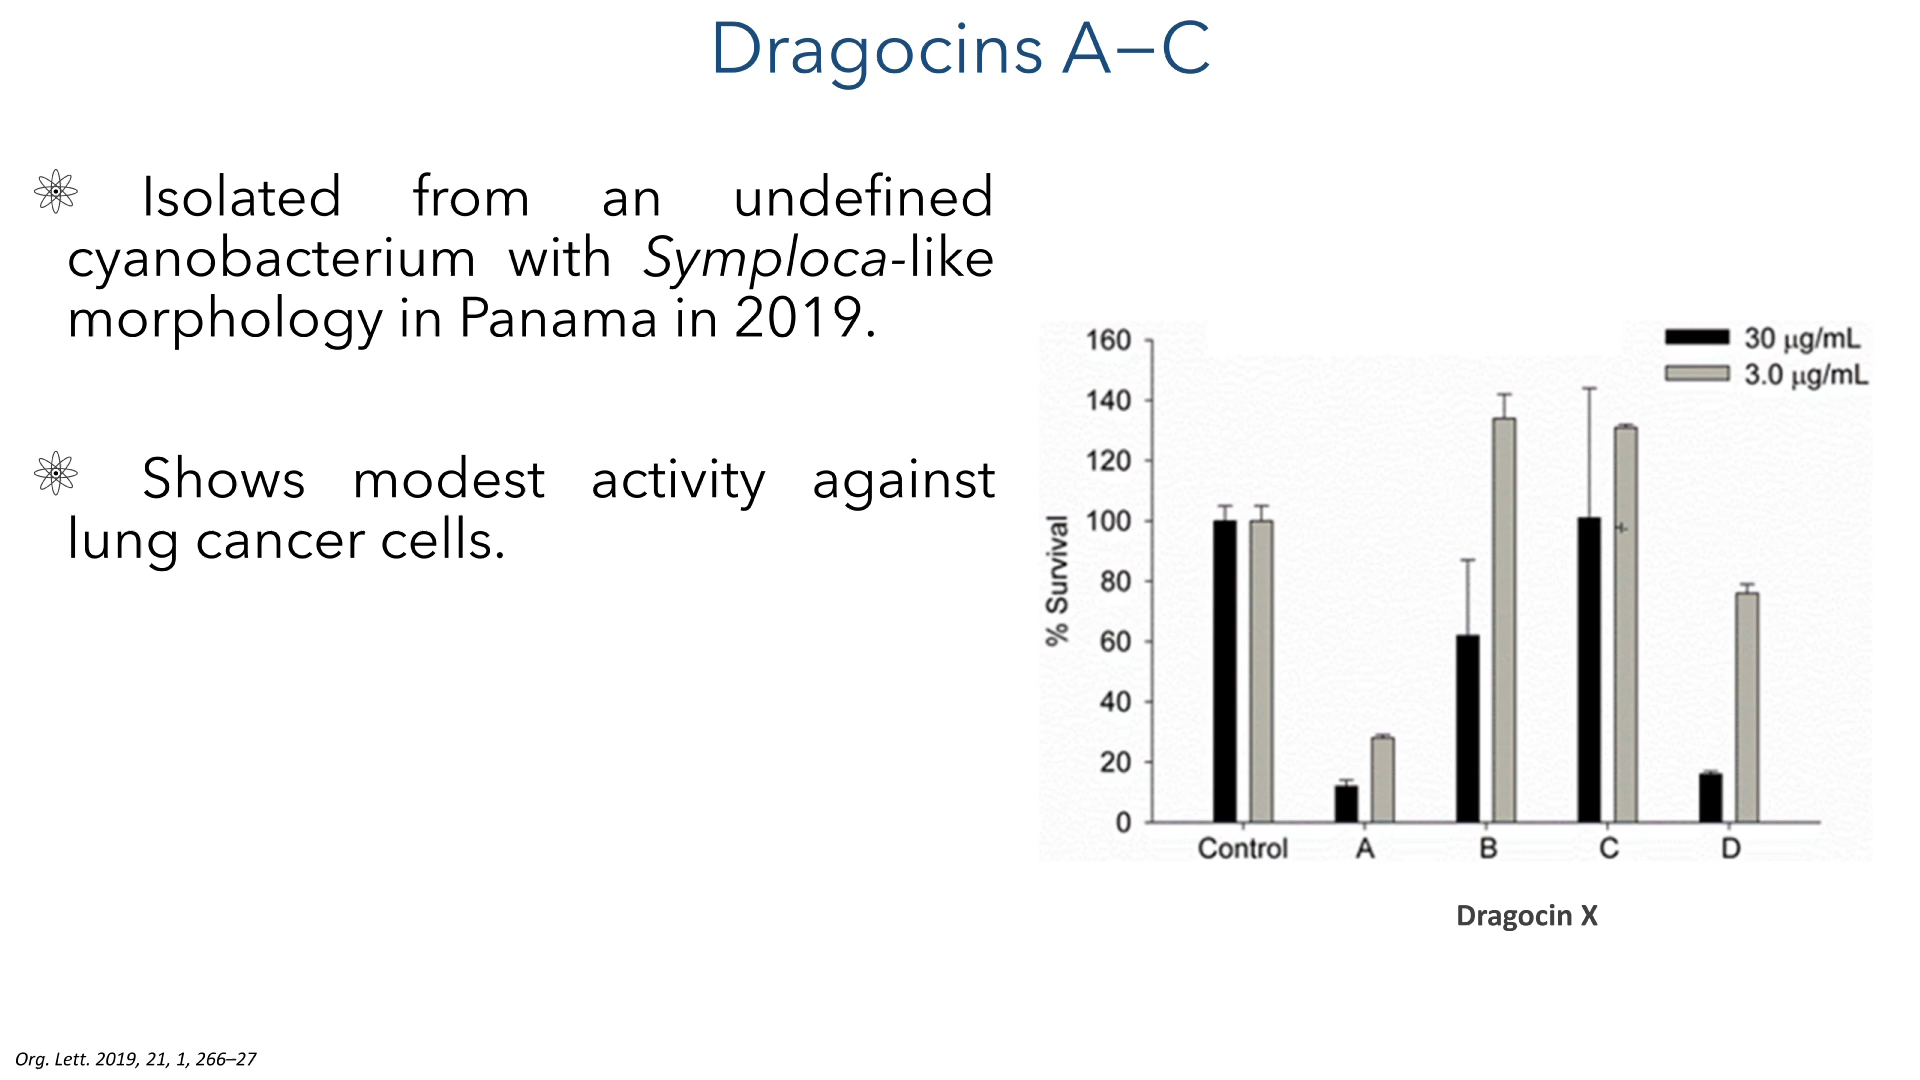 Dragocins A–C
Isolated from an undefined
cyanobacterium with Symploca-like
morphology in Panama in 2019.
Shows modest activity against
lung cancer cells.
30 µg/mL
3.0 µg/mL
% Survival
160
140
120
100
80
60
40
20
0
Control A B C D
Dragocin X
Org. Lett. 2019, 21, 1, 266–27